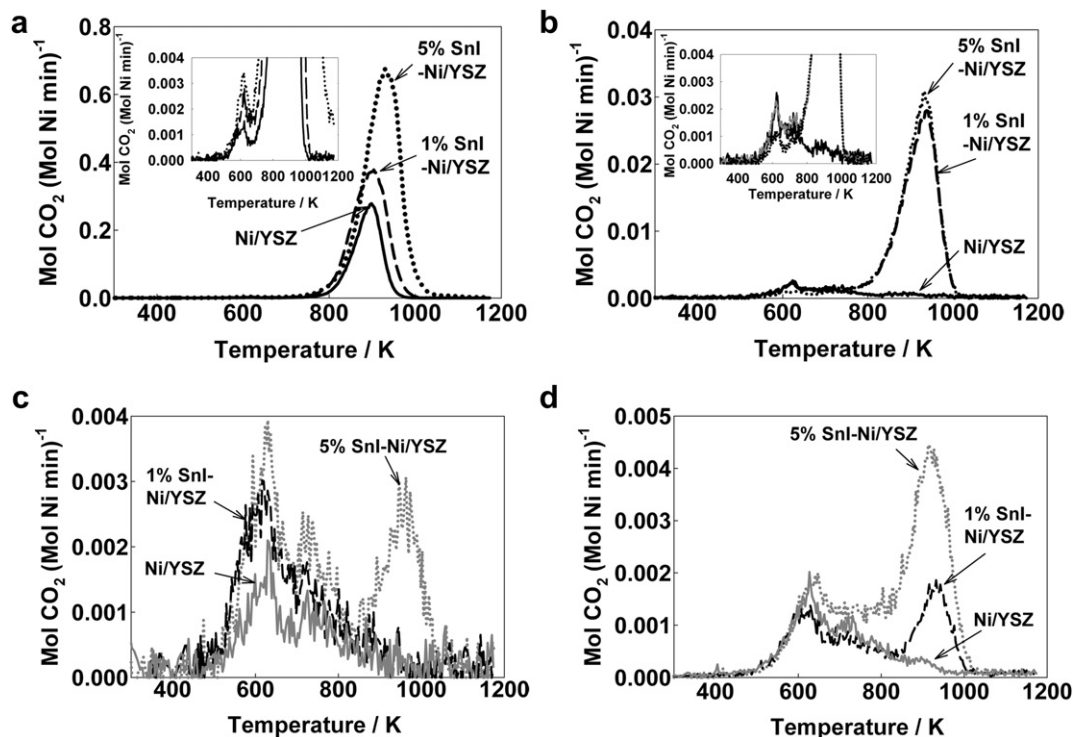 a
Mol CO2 (Mol Ni min)-1
0.8
0.6
0.4
0.2
0.0
400 600 800 1000 1200
Temperature / K
5% SnI
-Ni/YSZ
1% SnI
-Ni/YSZ
Ni/YSZ
Mol CO2 (Mol Ni min)-1
0.004
0.003
0.002
0.001
0.000
400 600 800 1000 1200
Temperature / K
b
Mol CO2 (Mol Ni min)-1
0.04
0.03
0.02
0.01
0.00
400 600 800 1000 1200
Temperature / K
5% SnI
-Ni/YSZ
1% SnI
-Ni/YSZ
Ni/YSZ
Mol CO2 (Mol Ni min)-1
0.004
0.003
0.002
0.001
0.000
400 600 800 1000 1200
Temperature / K
c
Mol CO2 (Mol Ni min)-1
0.004
0.003
0.002
0.001
0.000
400 600 800 1000 1200
Temperature / K
5% SnI-Ni/YSZ
1% SnI-
Ni/YSZ
Ni/YSZ
d
Mol CO2 (Mol Ni min)-1
0.005
0.004
0.003
0.002
0.001
0.000
400 600 800 1000 1200
Temperature / K
5% SnI-Ni/YSZ
1% SnI-
Ni/YSZ
Ni/YSZ